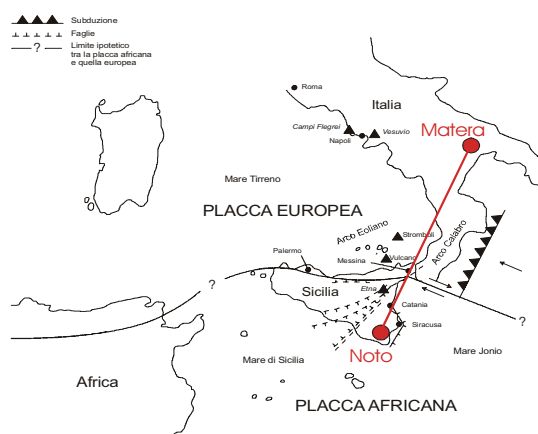 Subduzione
Faglie
?
Limite ipotetico
tra la placca africana
e quella europea
Roma
Italia
Campi Flegrei
Vesuvio
Napoli
Matera
Mare Tirreno
PLACCA EUROPEA
Arco Eoliano
Stromboli
Arco Calabro
Palermo
Messina
Vulcano
?
Sicilia
Etna
Catania
Siracusa
?
Noto
Mare Jonio
Mare di Sicilia
Africa
PLACCA AFRICANA